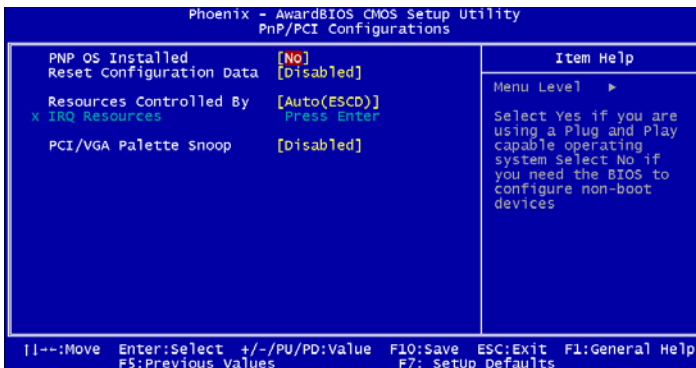 Phoenix - AwardBIOS CMOS Setup Utility
PnP/PCI Configurations
PNP OS Installed [No]
Reset Configuration Data [Disabled]
Resources Controlled By [Auto(ESCD)]
x IRQ Resources Press Enter
PCI/VGA Palette Snoop [Disabled]
Item Help
Menu Level ▶
Select Yes if you are
using a Plug and Play
capable operating
system Select No if
you need the BIOS to
configure non-boot
devices
↑↓→←:Move Enter:Select +/-/PU/PD:Value F10:Save ESC:Exit F1:General Help
F5:Previous Values F7: Setup Defaults